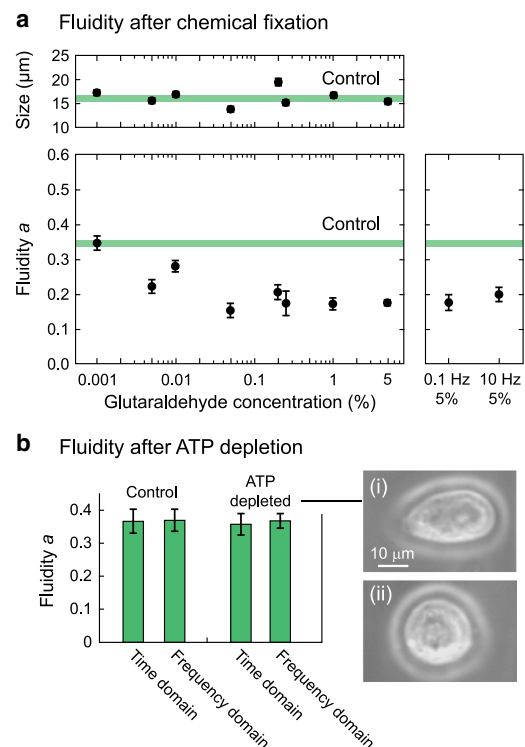 a Fluidity after chemical fixation
Size (μm)
25
20
15
10
Control
Fluidity a
0.6
0.5
0.4
0.3
0.2
0.1
0.0
Control
0.001 0.01 0.1 1 5
Glutaraldehyde concentration (%)
0.1 Hz 10 Hz
5% 5%
b Fluidity after ATP depletion
Fluidity a
0.4
0.3
0.2
0.1
0
Control
ATP
depleted
Time domain
Frequency domain
Time domain
Frequency domain
(i)
10 μm
(ii)